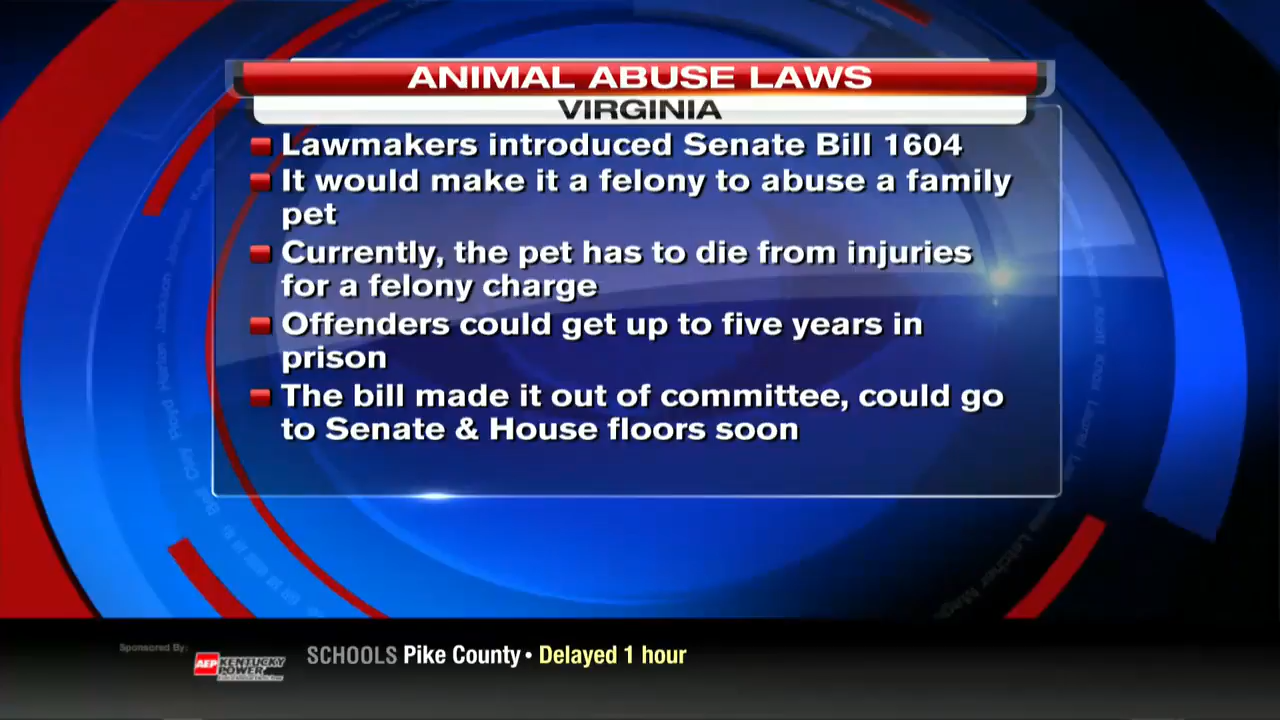 ANIMAL ABUSE LAWS
VIRGINIA
Lawmakers introduced Senate Bill 1604
It would make it a felony to abuse a family
pet
Currently, the pet has to die from injuries
for a felony charge
Offenders could get up to five years in
prison
The bill made it out of committee, could go
to Senate & House floors soon
Sponsored By:
AEP KENTUCKY
POWER
SCHOOLS Pike County • Delayed 1 hour